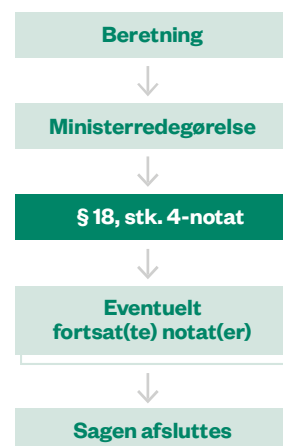 Beretning
Ministerredegørelse
§ 18, stk. 4-notat
Eventuelt
fortsat(te) notat(er)
Sagen afsluttes